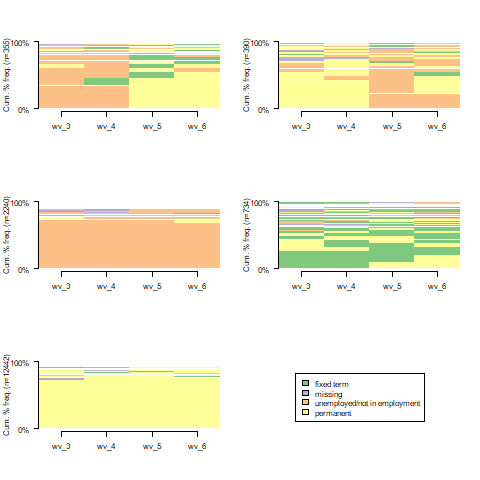 Cum. % freq. (n=355)
100%
0%
wv_3 wv_4 wv_5 wv_6
Cum. % freq. (n=390)
100%
0%
wv_3 wv_4 wv_5 wv_6
Cum. % freq. (n=2240)
100%
0%
wv_3 wv_4 wv_5 wv_6
Cum. % freq. (n=734)
100%
0%
wv_3 wv_4 wv_5 wv_6
Cum. % freq. (n=12442)
100%
0%
wv_3 wv_4 wv_5 wv_6
fixed term
missing
unemployed/not in employment
permanent